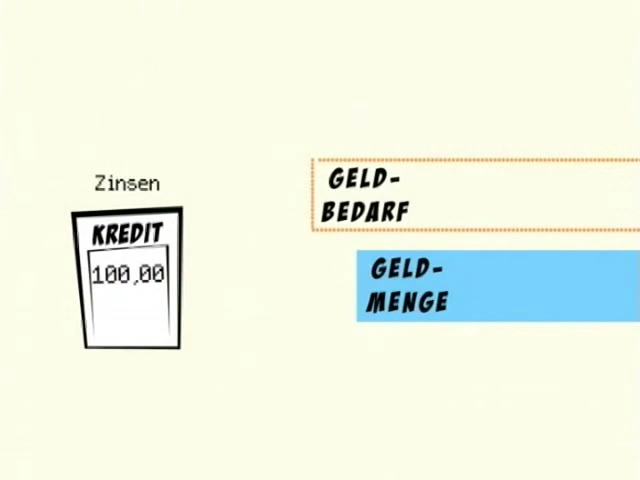 Zinsen
KREDIT
100,00
GELD-
BEDARF
GELD-
MENGE